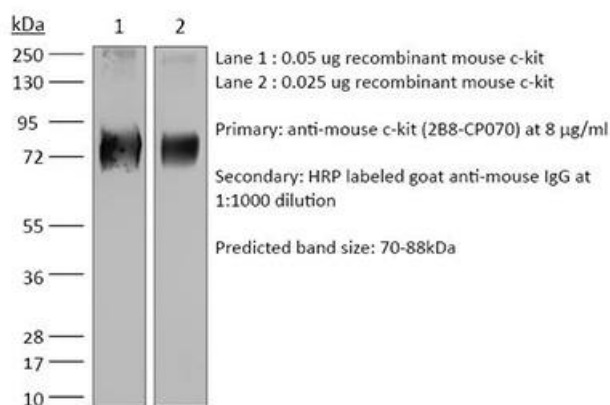 kDa
1 2
250
130
95
72
55
36
28
17
10
Lane 1 : 0.05 ug recombinant mouse c-kit
Lane 2 : 0.025 ug recombinant mouse c-kit
Primary: anti-mouse c-kit (2B8-CP070) at 8 µg/ml
Secondary: HRP labeled goat anti-mouse IgG at
1:1000 dilution
Predicted band size: 70-88kDa